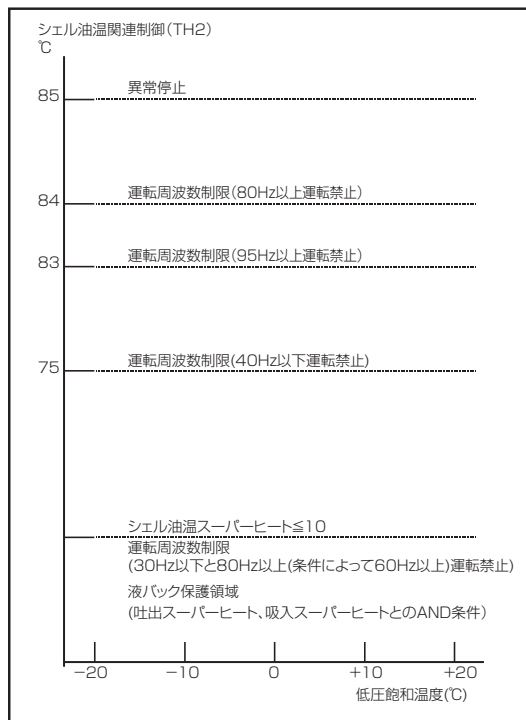 シェル油温関連制御(TH2)
℃
85
異常停止
84
運転周波数制限(80Hz以上運転禁止)
83
運転周波数制限(95Hz以上運転禁止)
75
運転周波数制限(40Hz以下運転禁止)
シェル油温スーパーヒート≦10
運転周波数制限
(30Hz以下と80Hz以上(条件によって60Hz以上)運転禁止)
液バック保護領域
(吐出スーパーヒート、吸入スーパーヒートとのAND条件)
−20 −10 0 +10 +20
低圧飽和温度(℃)